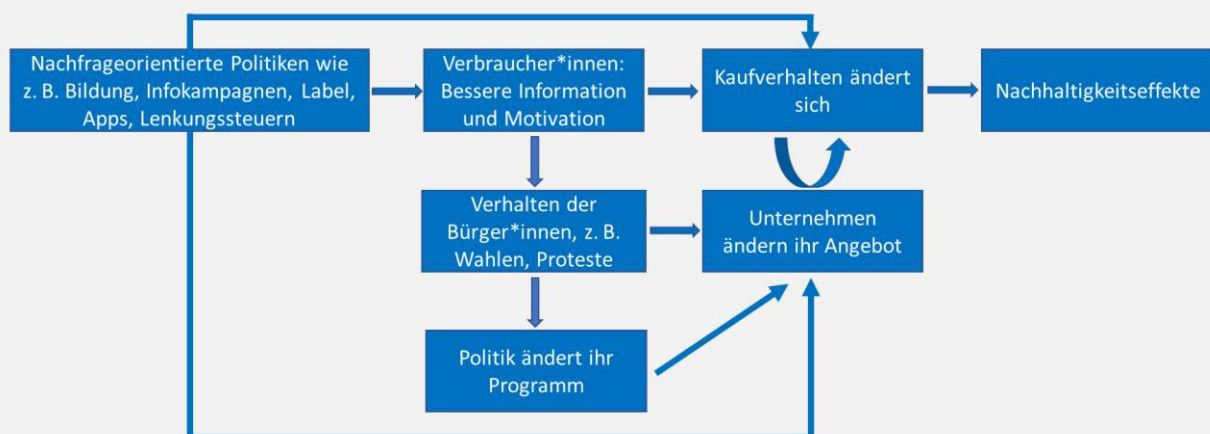 Nachfrageorientierte Politiken wie
z. B. Bildung, Infokampagnen, Label,
Apps, Lenkungssteuern
Verbraucher*innen:
Bessere Information
und Motivation
Kaufverhalten ändert
sich
Nachhaltigkeitseffekte
Verhalten der
Bürger*innen, z. B.
Wahlen, Proteste
Unternehmen
ändern ihr Angebot
Politik ändert ihr
Programm